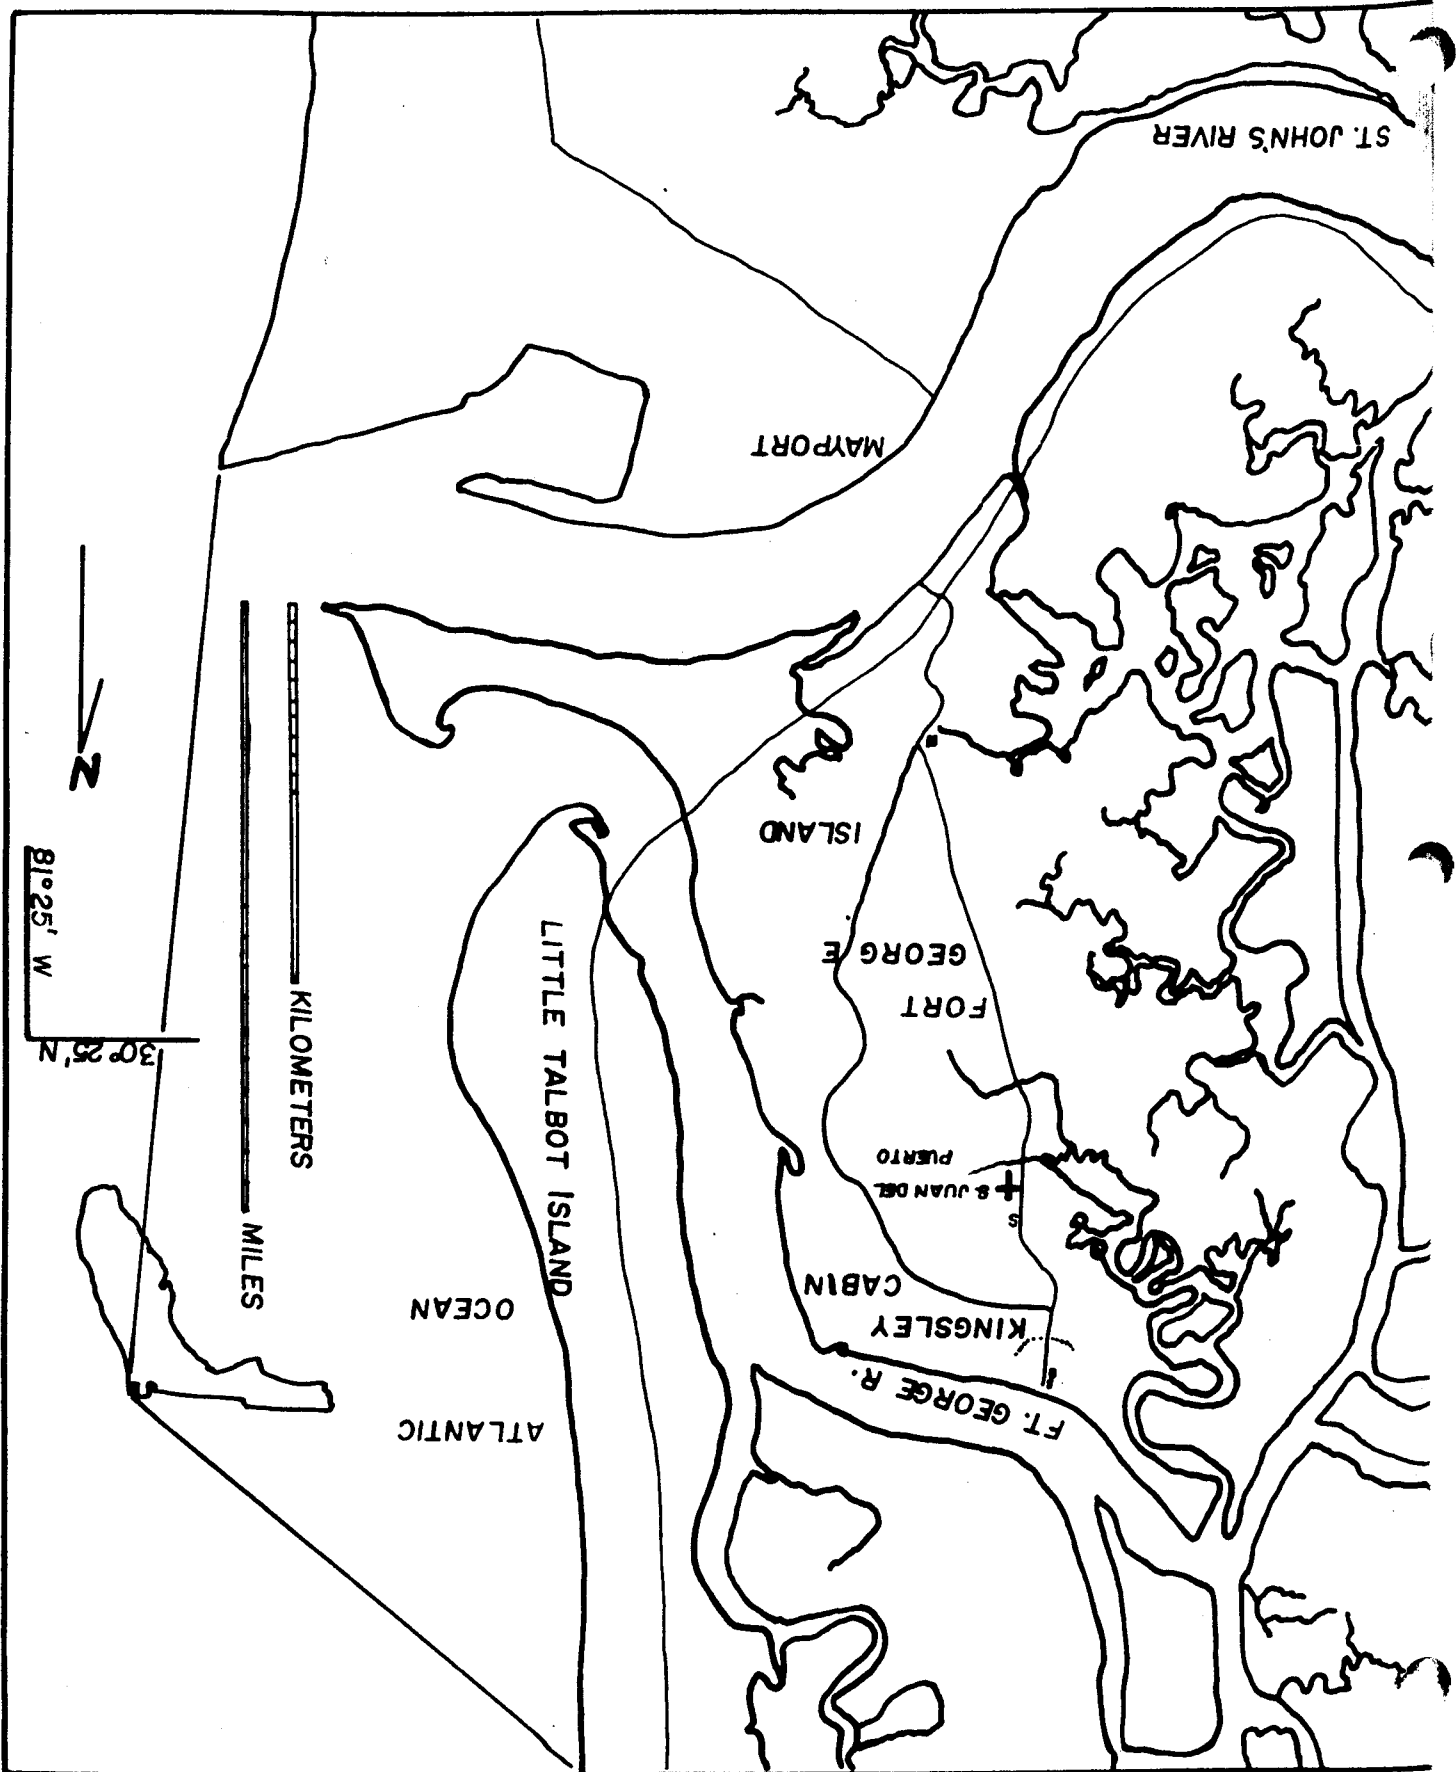 FT. GEORGE R.
ATLANTIC
OCEAN
KINGSLEY
CABIN
S
S. JUAN DEL
PUERTO
LITTLE TALBOT ISLAND
MILES
KILOMETERS
30° 25' N
81° 25' W
FORT
GEORGE
ISLAND
N
MAYPORT
ST. JOHN'S RIVER